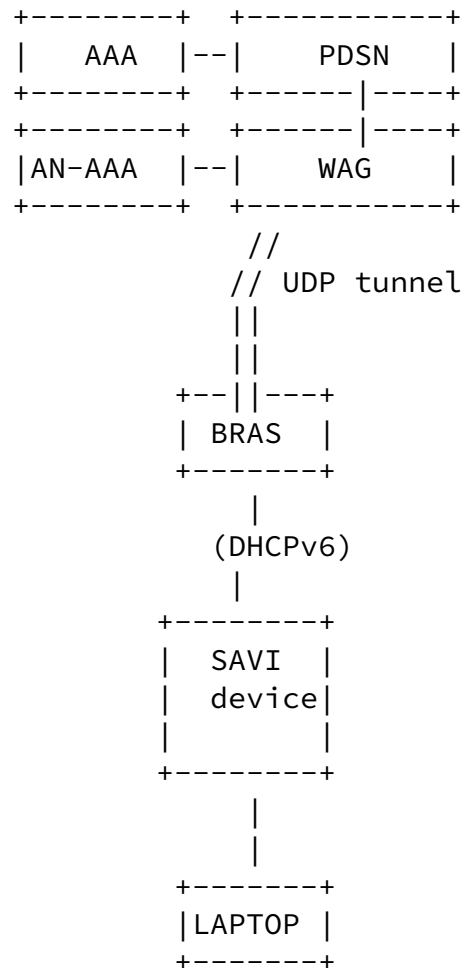 AAA PDSN
AN-AAA WAG
UDP tunnel
BRAS
(DHCPv6)
SAVI
device
LAPTOP